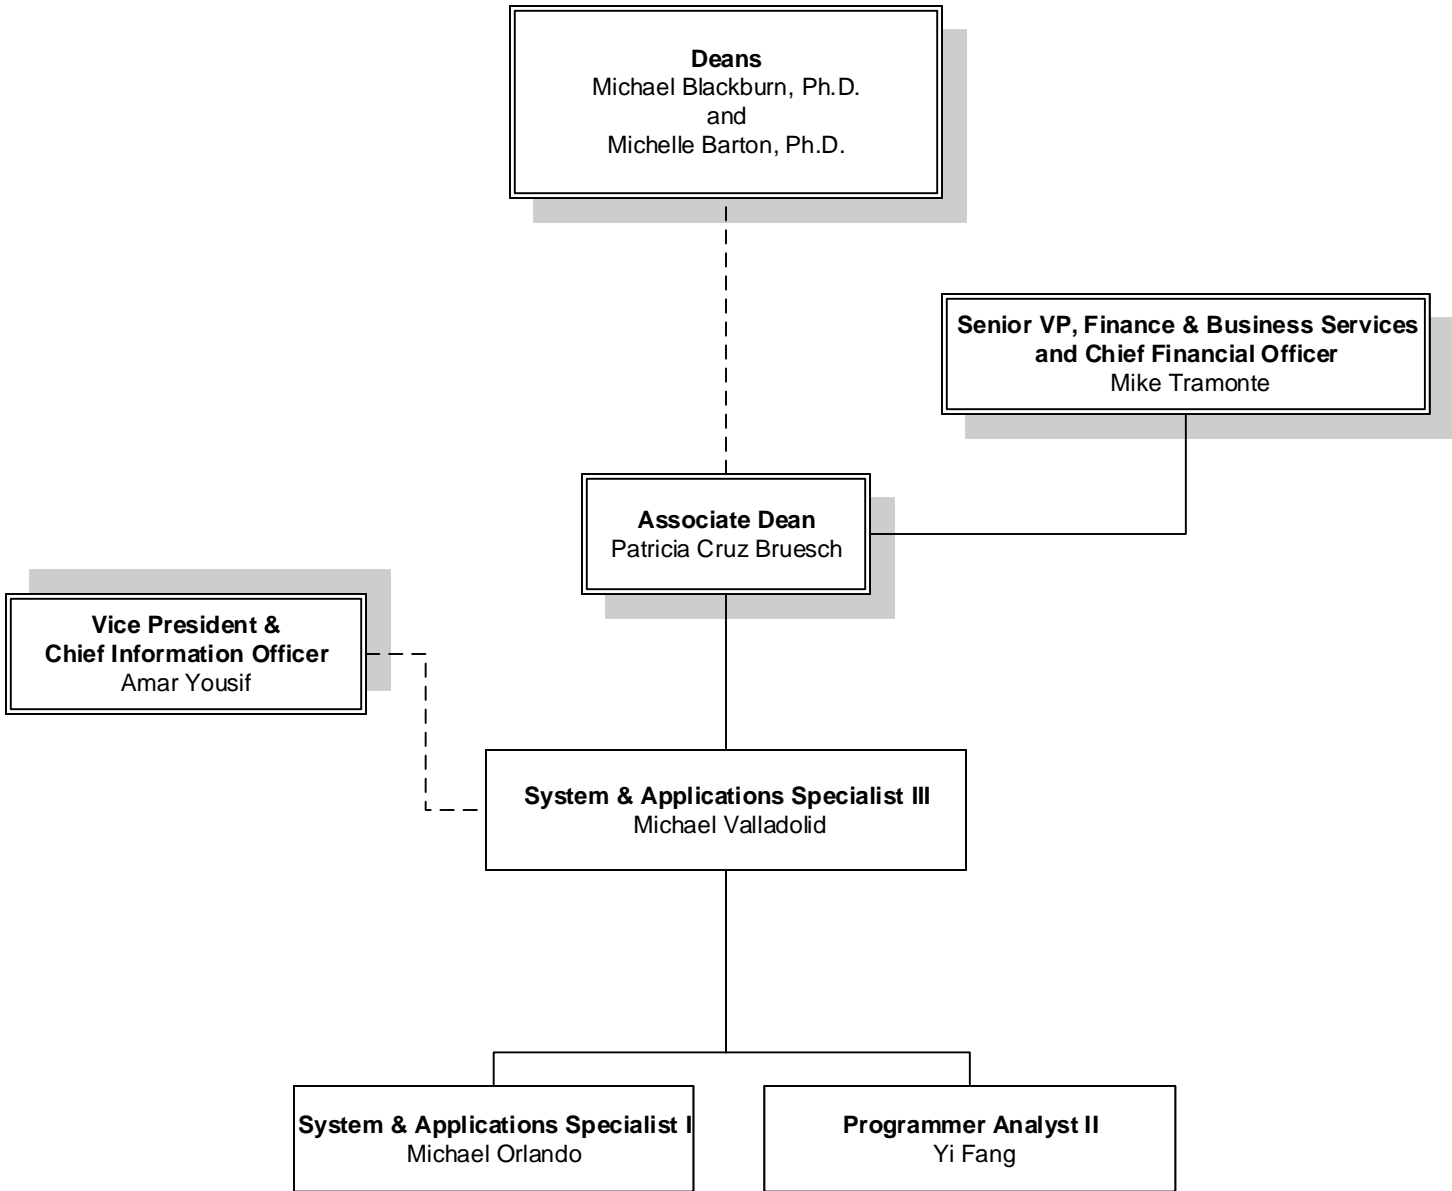 Deans
Michael Blackburn, Ph.D.
and
Michelle Barton, Ph.D.
Senior VP, Finance & Business Services
and Chief Financial Officer
Mike Tramonte
Associate Dean
Patricia Cruz Bruesch
Vice President &
Chief Information Officer
Amar Yousif
System & Applications Specialist III
Michael Valladolid
System & Applications Specialist I
Michael Orlando
Programmer Analyst II
Yi Fang